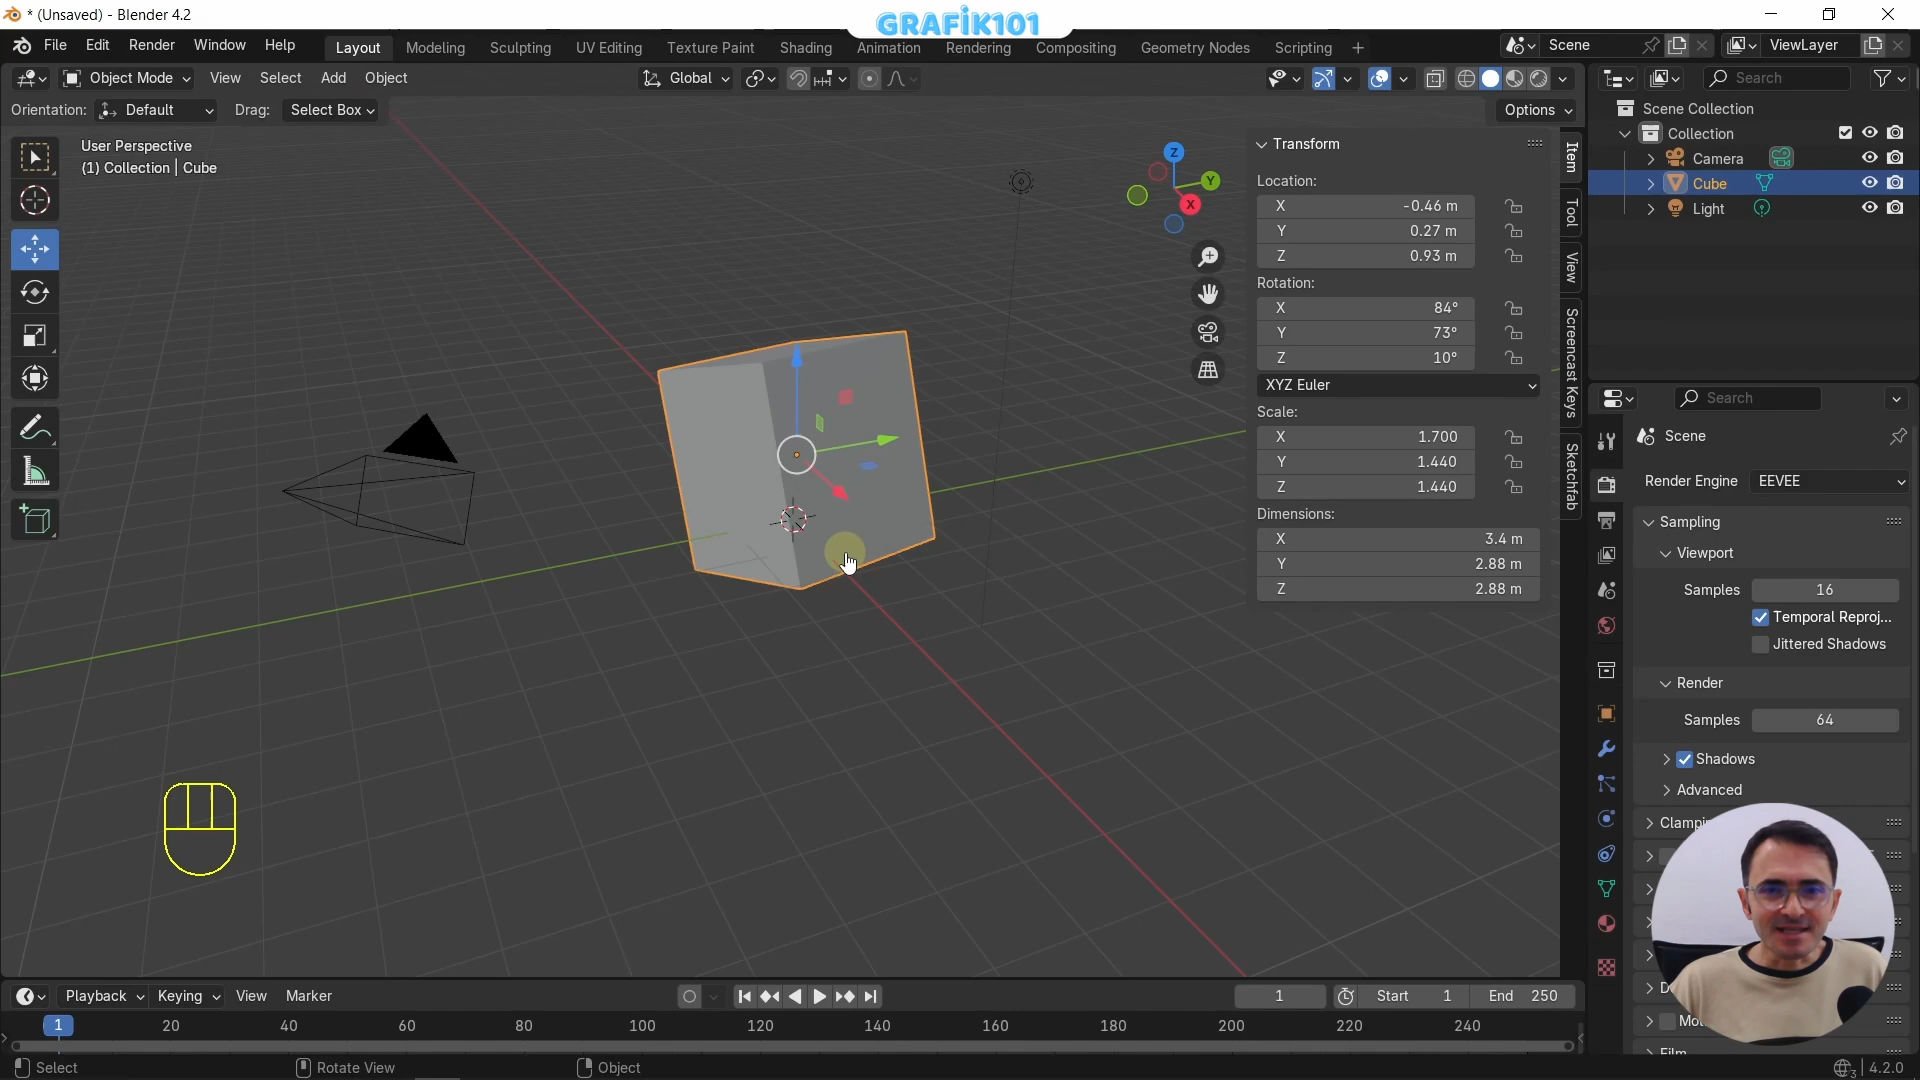 * (Unsaved) - Blender 4.2
GRAFİK101
File Edit Render Window Help
Layout Modeling Sculpting UV Editing Texture Paint Shading Animation Rendering Compositing Geometry Nodes Scripting +
Scene
ViewLayer
Object Mode View Select Add Object
Global
Search
Orientation: Default Drag: Select Box
Options
User Perspective
(1) Collection | Cube
Z
Y
X
Transform
Location:
X -0.46 m
Y 0.27 m
Z 0.93 m
Rotation:
X 84°
Y 73°
Z 10°
XYZ Euler
Scale:
X 1.700
Y 1.440
Z 1.440
Dimensions:
X 3.4 m
Y 2.88 m
Z 2.88 m
Item
Tool
View
Screencast Keys
Sketchfab
Scene Collection
Collection
Camera
Cube
Light
Search
Scene
Render Engine EEVEE
Sampling
Viewport
Samples 16
Temporal Reproj...
Jittered Shadows
Render
Samples 64
Shadows
Advanced
Playback Keying View Marker
1
Start 1
End 250
1 20 40 60 80 100 120 140 160 180 200 220 240
Select
Rotate View
Object
3
4.2.0